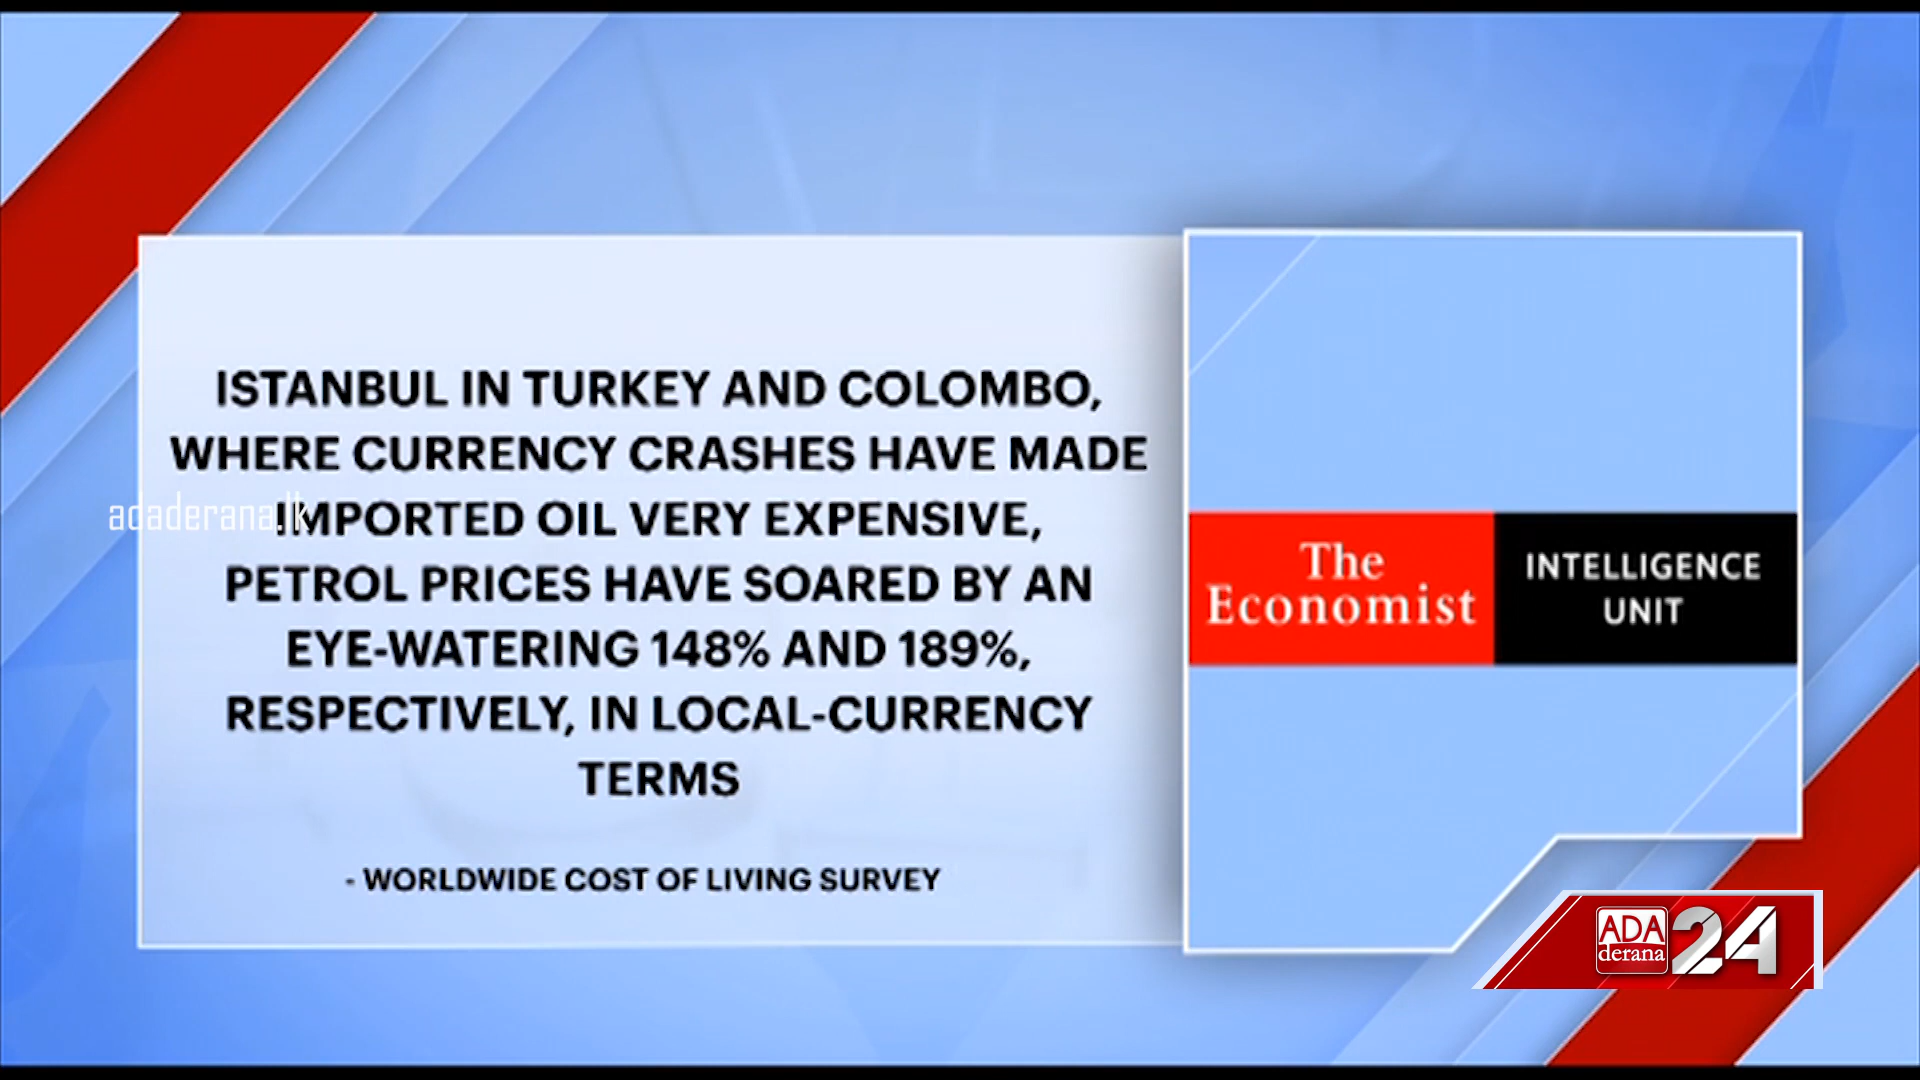 ISTANBUL IN TURKEY AND COLOMBO,
WHERE CURRENCY CRASHES HAVE MADE
IMPORTED OIL VERY EXPENSIVE,
PETROL PRICES HAVE SOARED BY AN
EYE-WATERING 148% AND 189%,
RESPECTIVELY, IN LOCAL-CURRENCY
TERMS
- WORLDWIDE COST OF LIVING SURVEY
adaderana.lk
The
Economist
INTELLIGENCE
UNIT
ADA
derana
24